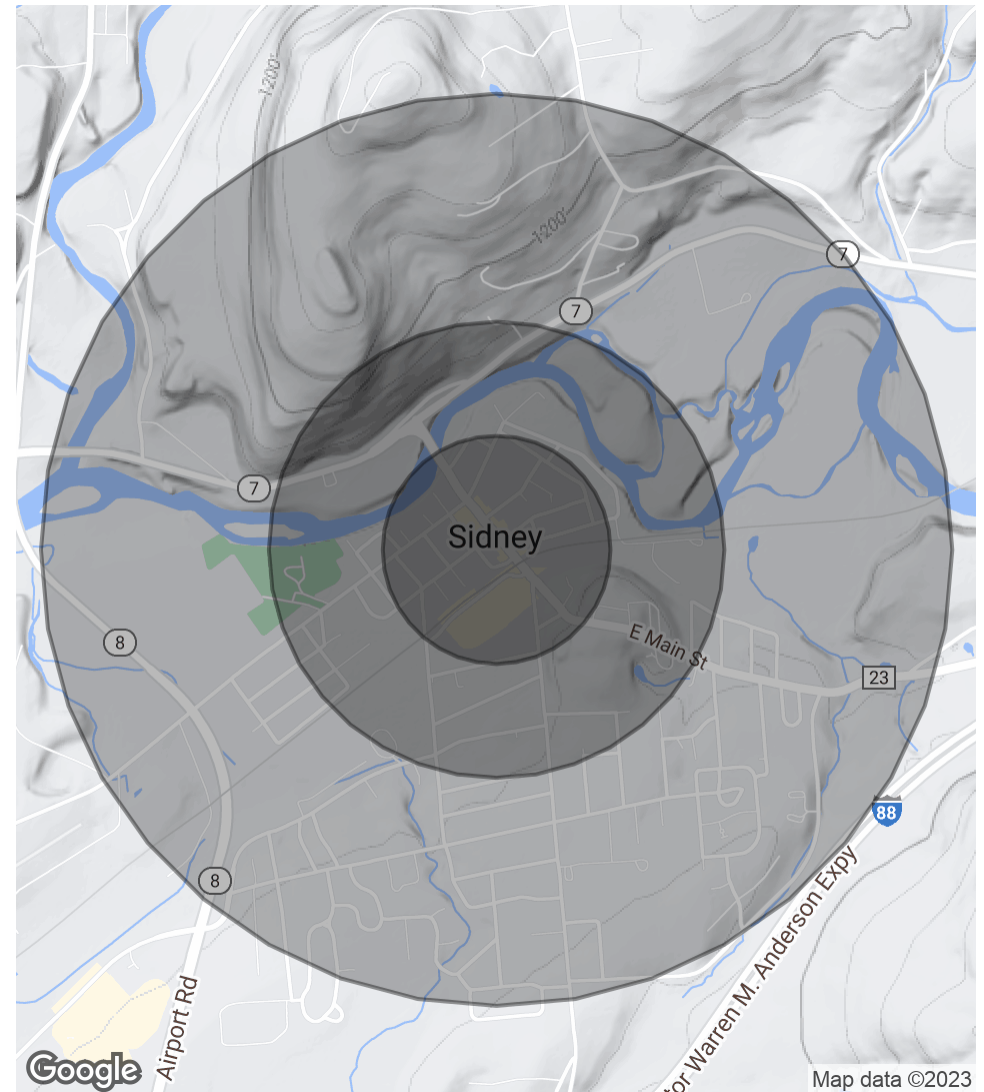 1200'
1200'
7
7
7
Sidney
8
E Main St
23
88
8
tor Warren M. Anderson Expy
Airport Rd
Google
Map data ©2023